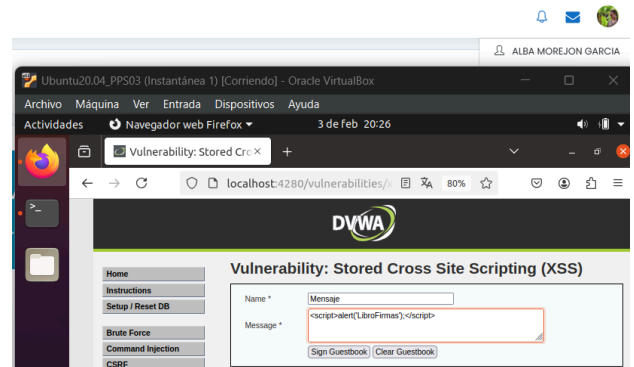 ALBA MOREJON GARCIA
Ubuntu20.04_PPS03 (Instantánea 1) [Corriendo] - Oracle VirtualBox
Archivo Máquina Ver Entrada Dispositivos Ayuda
Actividades Navegador web Firefox 3 de feb 20:26
Vulnerability: Stored Cro
localhost:4280/vulnerabilities/ 80%
DVWA
Home
Instructions
Setup / Reset DB
Brute Force
Command Injection
CSRF
Vulnerability: Stored Cross Site Scripting (XSS)
Name * Mensaje
Message * <script>alert('LibroFirmas');</script>
Sign Guestbook Clear Guestbook